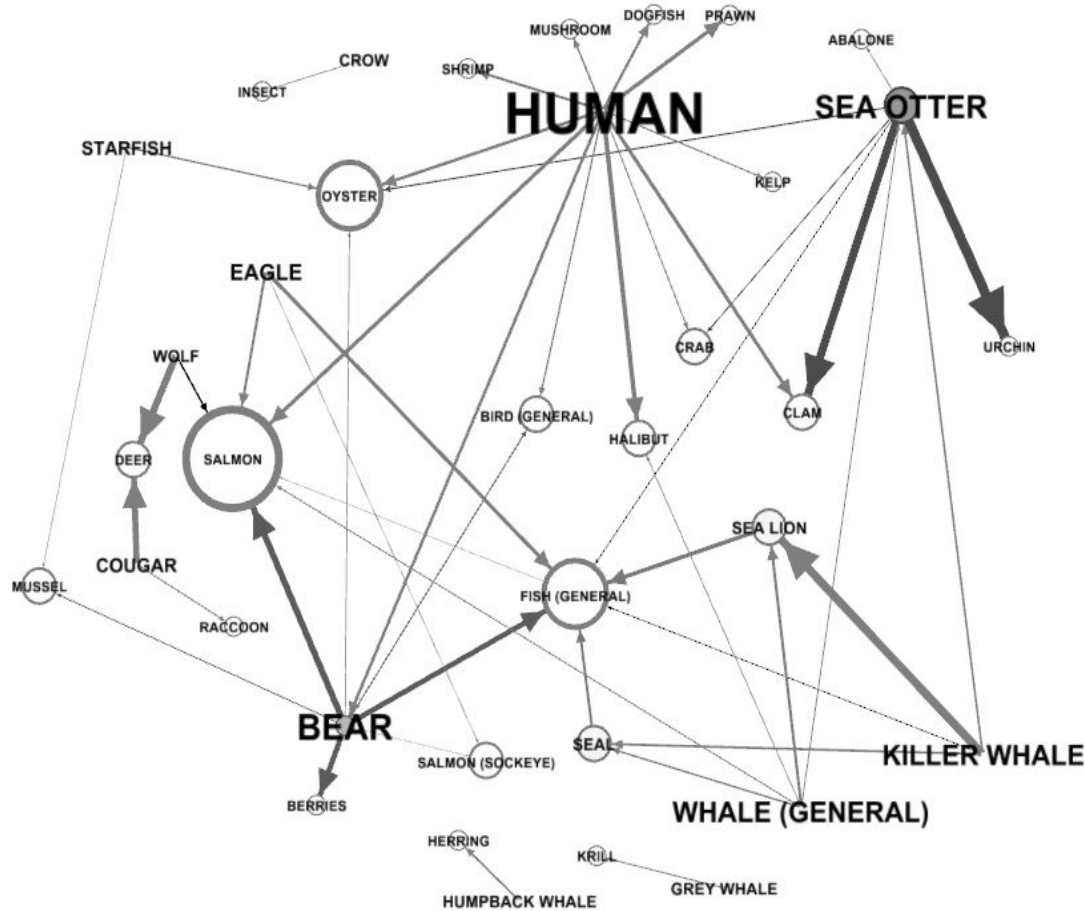 DOGFISH
PRAWN
MUSHROOM
ABALONE
CROW
SHRIMP
INSECT
HUMAN
SEA OTTER
STARFISH
KELP
OYSTER
EAGLE
WOLF
CRAB
URCHIN
BIRD (GENERAL)
CLAM
HALIBUT
DEER
SALMON
SEA LION
COUGAR
MUSSEL
FISH (GENERAL)
RACCOON
BEAR
SEAL
KILLER WHALE
SALMON (SOCKEYE)
BERRIES
WHALE (GENERAL)
HERRING
KRILL
GREY WHALE
HUMPBACK WHALE